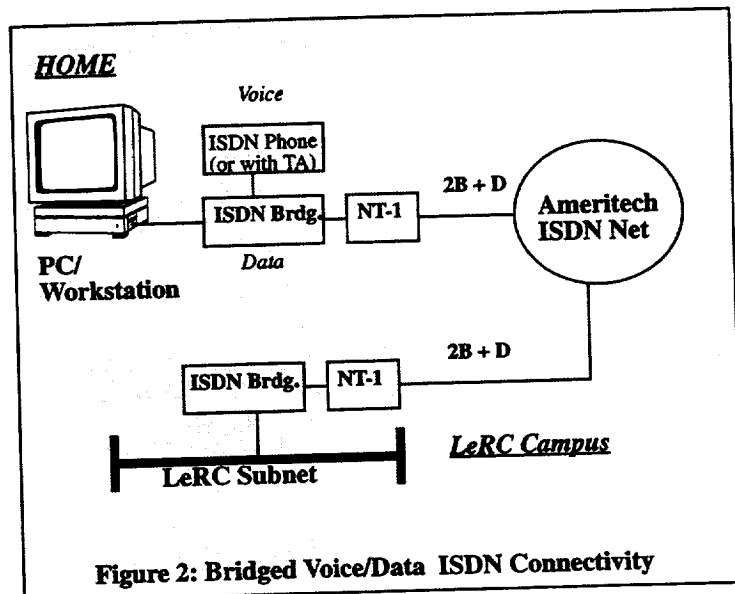 HOME
Voice
ISDN Phone
(or with TA)
2B + D
Ameritech
ISDN Net
ISDN Brdg.
NT-1
Data
PC/
Workstation
2B + D
ISDN Brdg.
NT-1
LeRC Campus
LeRC Subnet
Figure 2: Bridged Voice/Data ISDN Connectivity